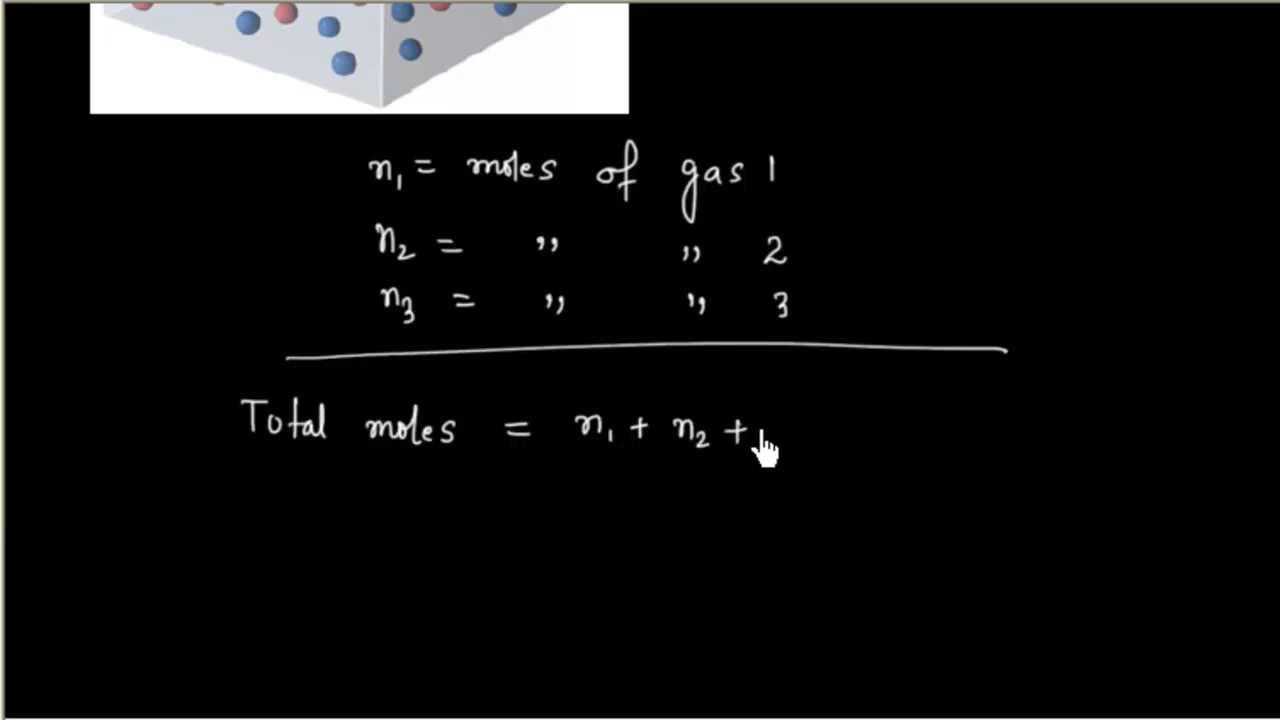 n₁ = moles of gas 1
n₂ = ,, ,, 2
n₃ = ,, ,, 3
Total moles = n₁ + n₂ +